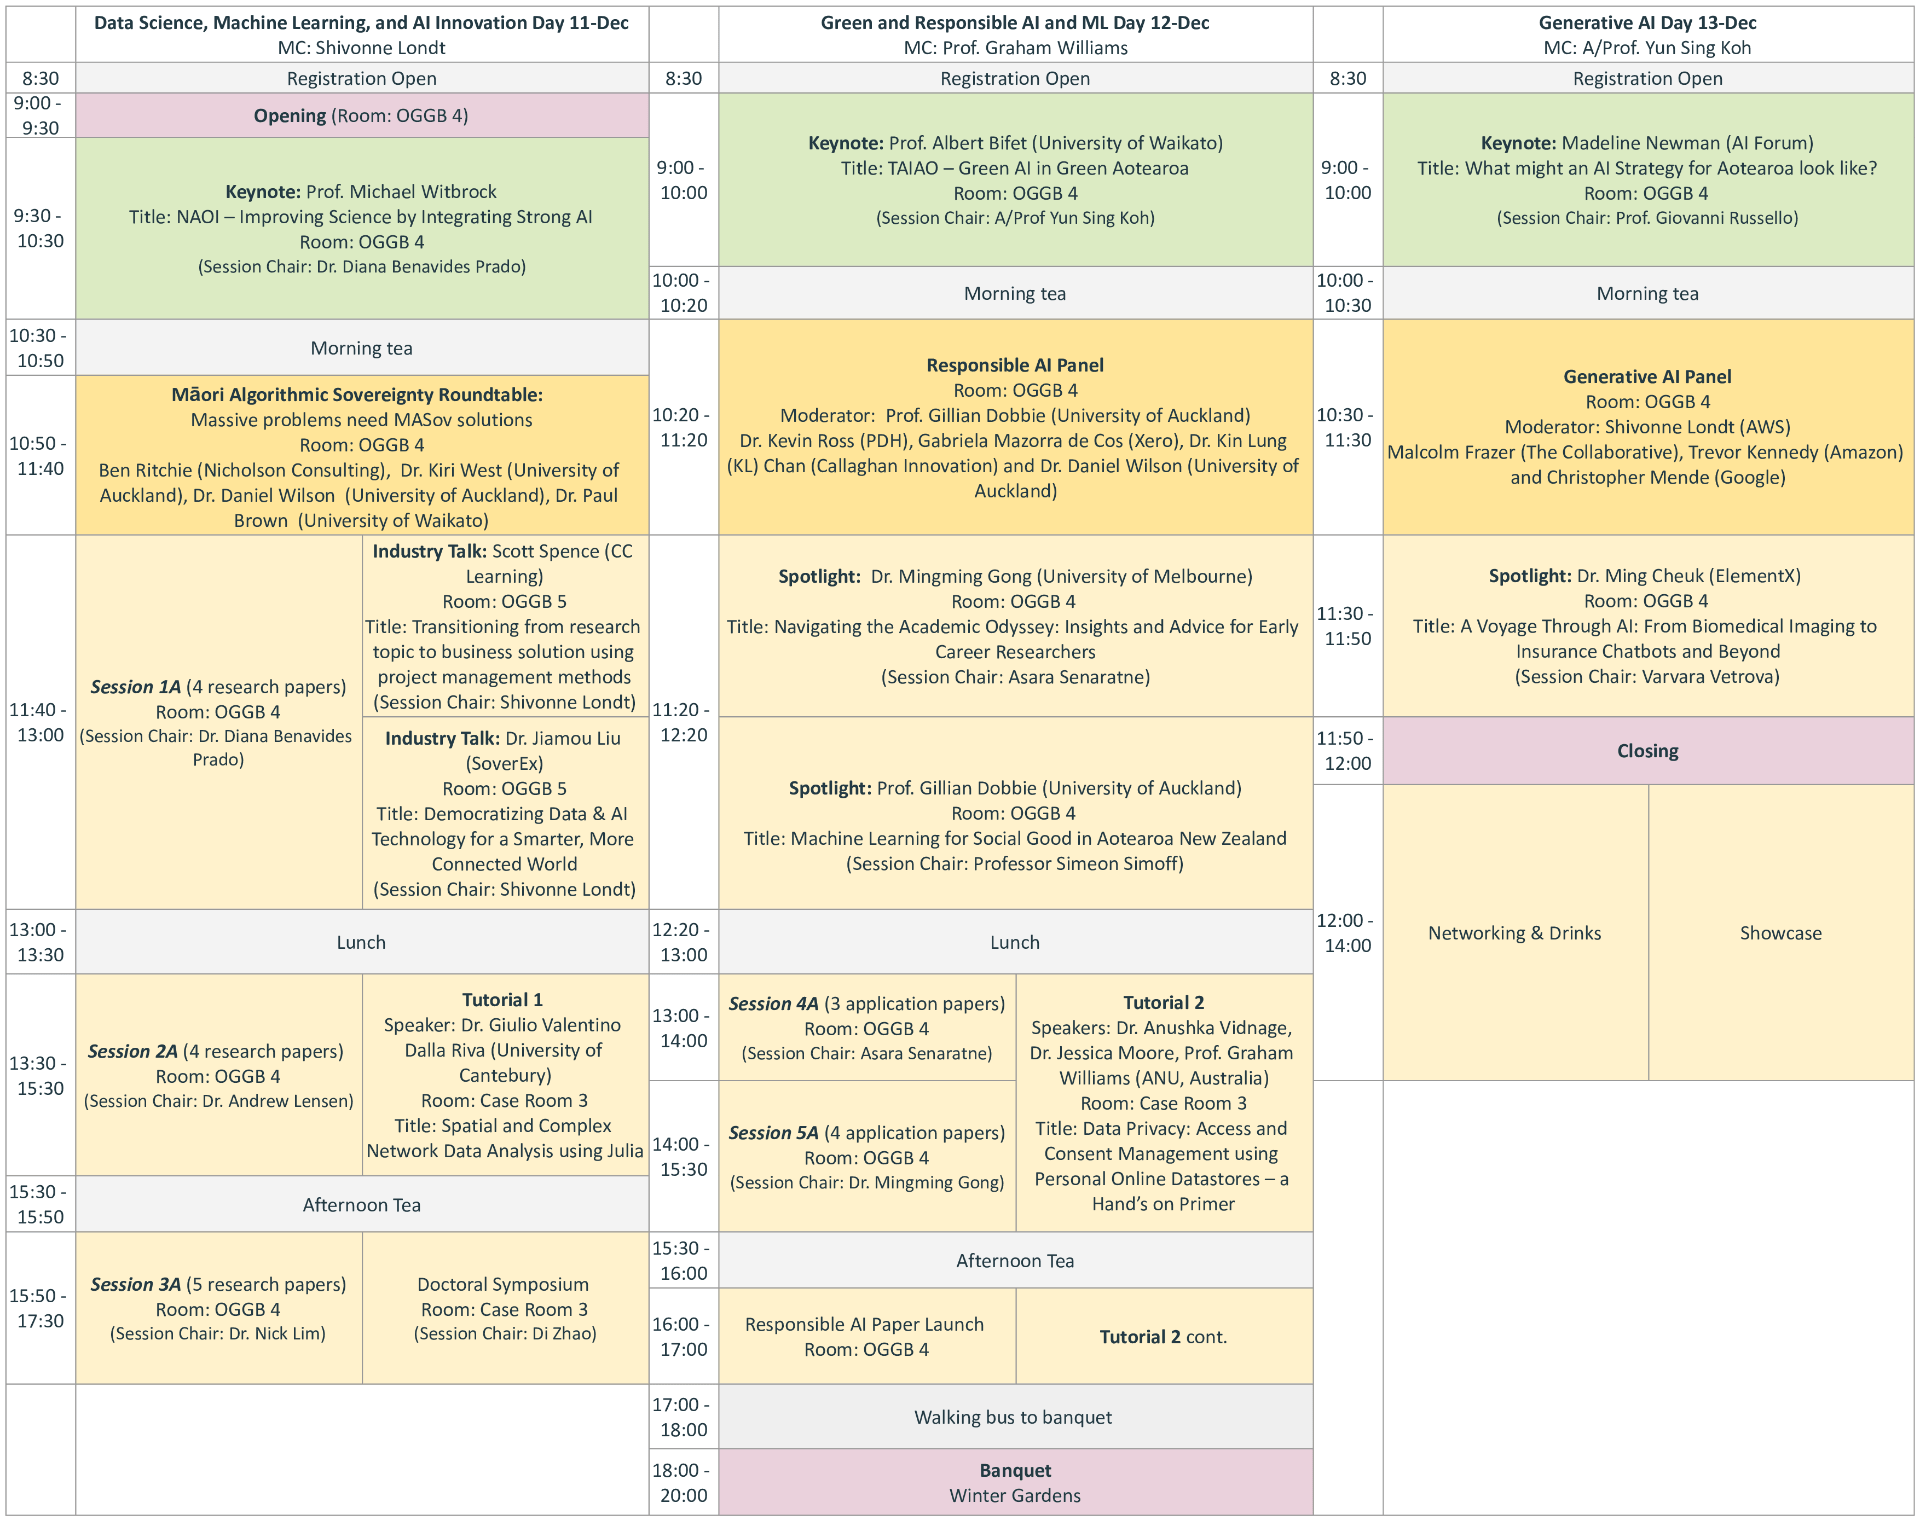 Data Science, Machine Learning, and AI Innovation Day 11-Dec
MC: Shivonne Londt
8:30
Registration Open
9:00 -
9:30
Opening (Room: OGGB 4)
9:30 -
10:30
Keynote: Prof. Michael Witbrock
Title: NAOI – Improving Science by Integrating Strong AI
Room: OGGB 4
(Session Chair: Dr. Diana Benavides Prado)
10:30 -
10:50
Morning tea
10:50 -
11:40
Māori Algorithmic Sovereignty Roundtable:
Massive problems need MASov solutions
Room: OGGB 4
Ben Ritchie (Nicholson Consulting),  Dr. Kiri West (University of
Auckland), Dr. Daniel Wilson  (University of Auckland), Dr. Paul
Brown  (University of Waikato)
11:40 -
13:00
Session 1A (4 research papers)
Room: OGGB 4
(Session Chair: Dr. Diana Benavides
Prado)
Industry Talk: Scott Spence (CC
Learning)
Room: OGGB 5
Title: Transitioning from research
topic to business solution using
project management methods
(Session Chair: Shivonne Londt)
Industry Talk: Dr. Jiamou Liu
(SoverEx)
Room: OGGB 5
Title: Democratizing Data & AI
Technology for a Smarter, More
Connected World
(Session Chair: Shivonne Londt)
13:00 -
13:30
Lunch
13:30 -
15:30
Session 2A (4 research papers)
Room: OGGB 4
(Session Chair: Dr. Andrew Lensen)
Tutorial 1
Speaker: Dr. Giulio Valentino
Dalla Riva (University of
Cantebury)
Room: Case Room 3
Title: Spatial and Complex
Network Data Analysis using Julia
15:30 -
15:50
Afternoon Tea
15:50 -
17:30
Session 3A (5 research papers)
Room: OGGB 4
(Session Chair: Dr. Nick Lim)
Doctoral Symposium
Room: Case Room 3
(Session Chair: Di Zhao)
Green and Responsible AI and ML Day 12-Dec
MC: Prof. Graham Williams
8:30
Registration Open
9:00 -
10:00
Keynote: Prof. Albert Bifet (University of Waikato)
Title: TAIAO – Green AI in Green Aotearoa
Room: OGGB 4
(Session Chair: A/Prof Yun Sing Koh)
10:00 -
10:20
Morning tea
10:20 -
11:20
Responsible AI Panel
Room: OGGB 4
Moderator:  Prof. Gillian Dobbie (University of Auckland)
Dr. Kevin Ross (PDH), Gabriela Mazorra de Cos (Xero), Dr. Kin Lung
(KL) Chan (Callaghan Innovation) and Dr. Daniel Wilson (University of
Auckland)
11:20 -
12:20
Spotlight:  Dr. Mingming Gong (University of Melbourne)
Room: OGGB 4
Title: Navigating the Academic Odyssey: Insights and Advice for Early
Career Researchers
(Session Chair: Asara Senaratne)
Spotlight: Prof. Gillian Dobbie (University of Auckland)
Room: OGGB 4
Title: Machine Learning for Social Good in Aotearoa New Zealand
(Session Chair: Professor Simeon Simoff)
12:20 -
13:00
Lunch
13:00 -
14:00
Session 4A (3 application papers)
Room: OGGB 4
(Session Chair: Asara Senaratne)
14:00 -
15:30
Session 5A (4 application papers)
Room: OGGB 4
(Session Chair: Dr. Mingming Gong)
Tutorial 2
Speakers: Dr. Anushka Vidnage,
Dr. Jessica Moore, Prof. Graham
Williams (ANU, Australia)
Room: Case Room 3
Title: Data Privacy: Access and
Consent Management using
Personal Online Datastores – a
Hand’s on Primer
15:30 -
16:00
Afternoon Tea
16:00 -
17:00
Responsible AI Paper Launch
Room: OGGB 4
Tutorial 2 cont.
17:00 -
18:00
Walking bus to banquet
18:00 -
20:00
Banquet
Winter Gardens
Generative AI Day 13-Dec
MC: A/Prof. Yun Sing Koh
8:30
Registration Open
9:00 -
10:00
Keynote: Madeline Newman (AI Forum)
Title: What might an AI Strategy for Aotearoa look like?
Room: OGGB 4
(Session Chair: Prof. Giovanni Russello)
10:00 -
10:30
Morning tea
10:30 -
11:30
Generative AI Panel
Room: OGGB 4
Moderator: Shivonne Londt (AWS)
Malcolm Frazer (The Collaborative), Trevor Kennedy (Amazon)
and Christopher Mende (Google)
11:30 -
11:50
Spotlight: Dr. Ming Cheuk (ElementX)
Room: OGGB 4
Title: A Voyage Through AI: From Biomedical Imaging to
Insurance Chatbots and Beyond
(Session Chair: Varvara Vetrova)
11:50 -
12:00
Closing
12:00 -
14:00
Networking & Drinks
Showcase